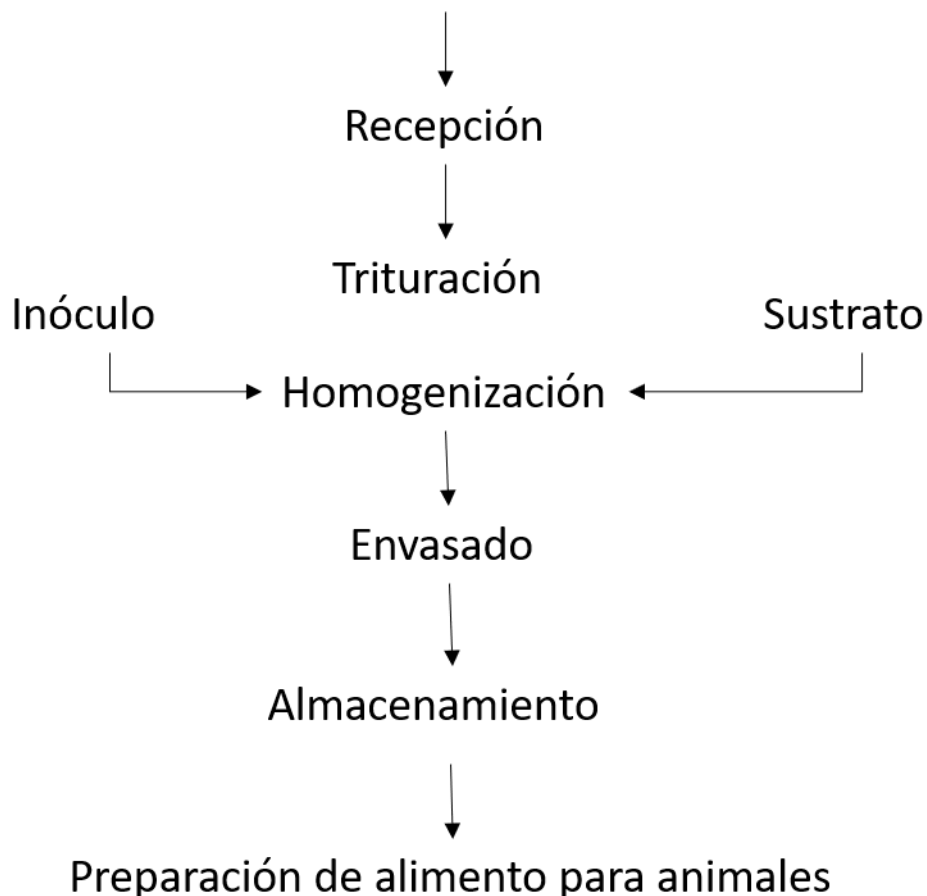 Recepción
Trituración
Inóculo
Sustrato
Homogenización
Envasado
Almacenamiento
Preparación de alimento para animales